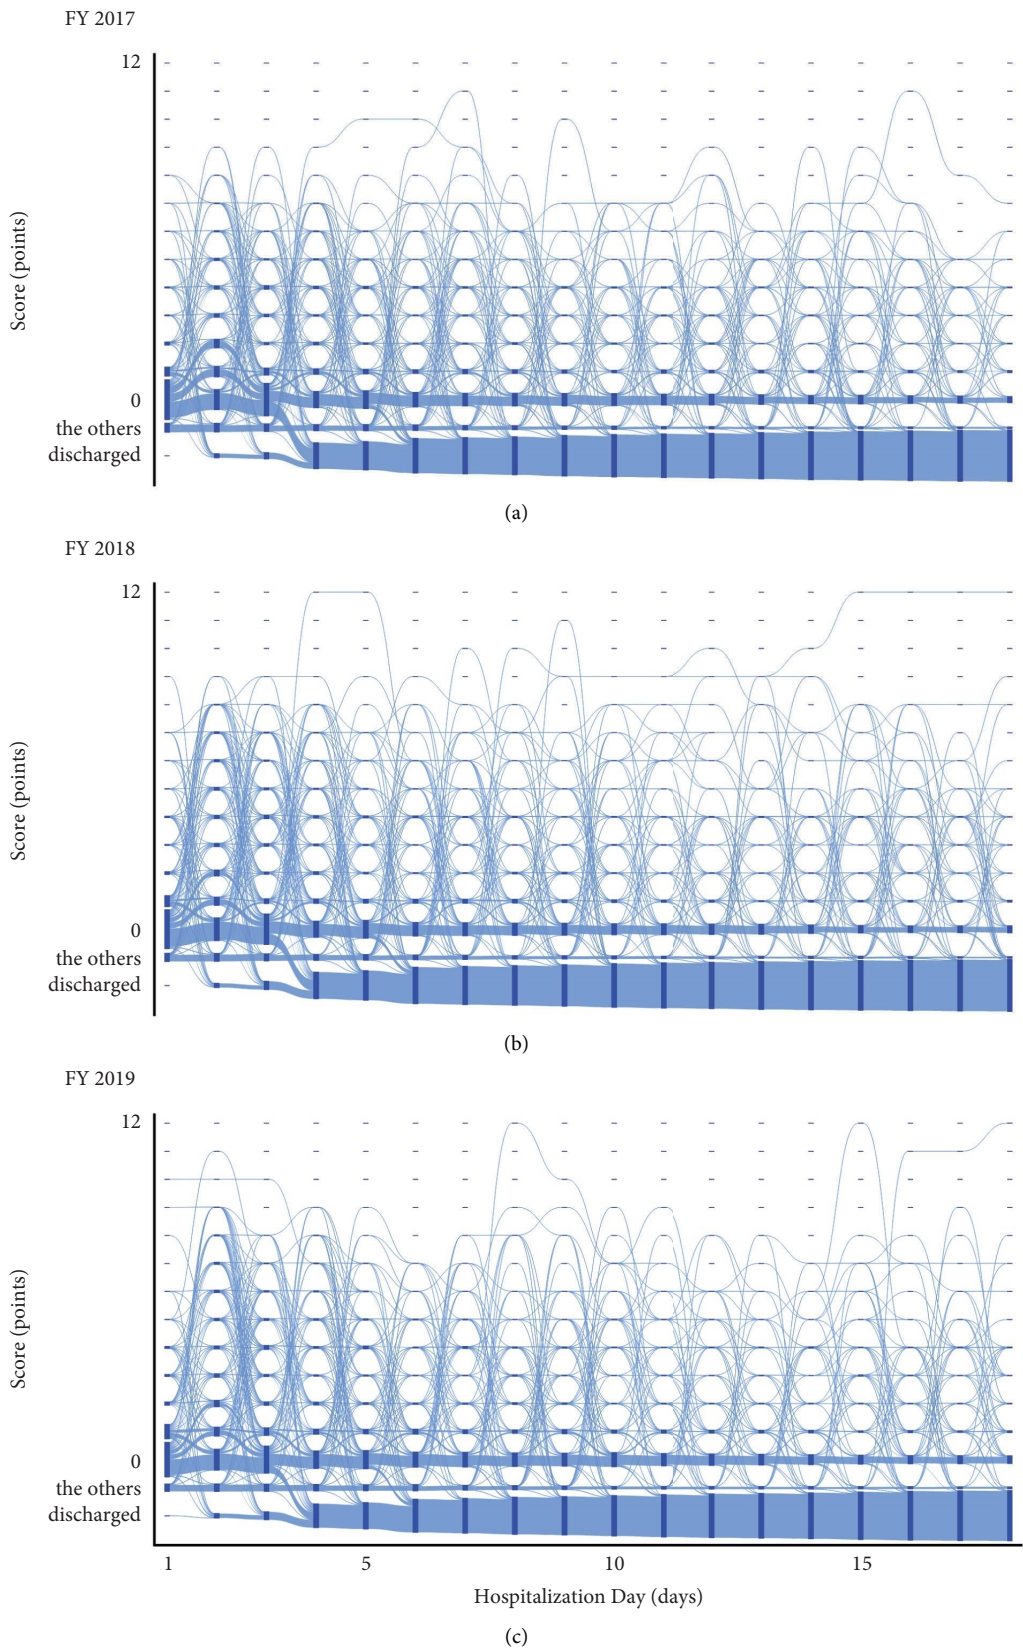 FY 2017
12
Score (points)
0
the others
discharged
(a)
FY 2018
12
Score (points)
0
the others
discharged
(b)
FY 2019
12
Score (points)
0
the others
discharged
1 5 10 15
Hospitalization Day (days)
(c)